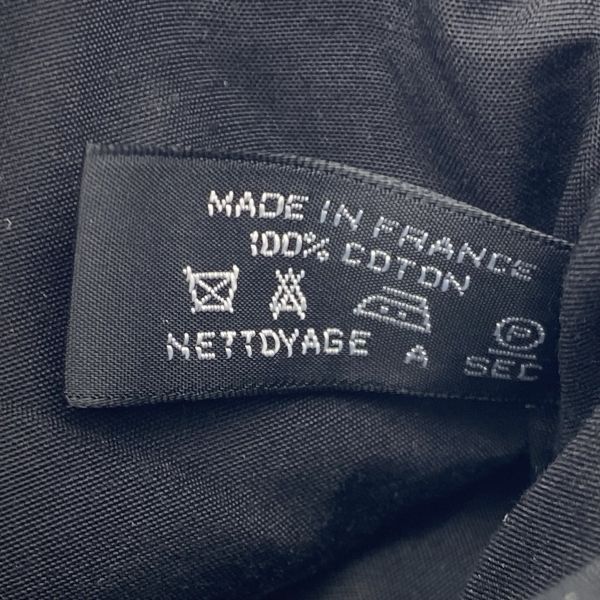 MADE IN FRANCE
100% COTON
P
NETTOYAGE A SEC